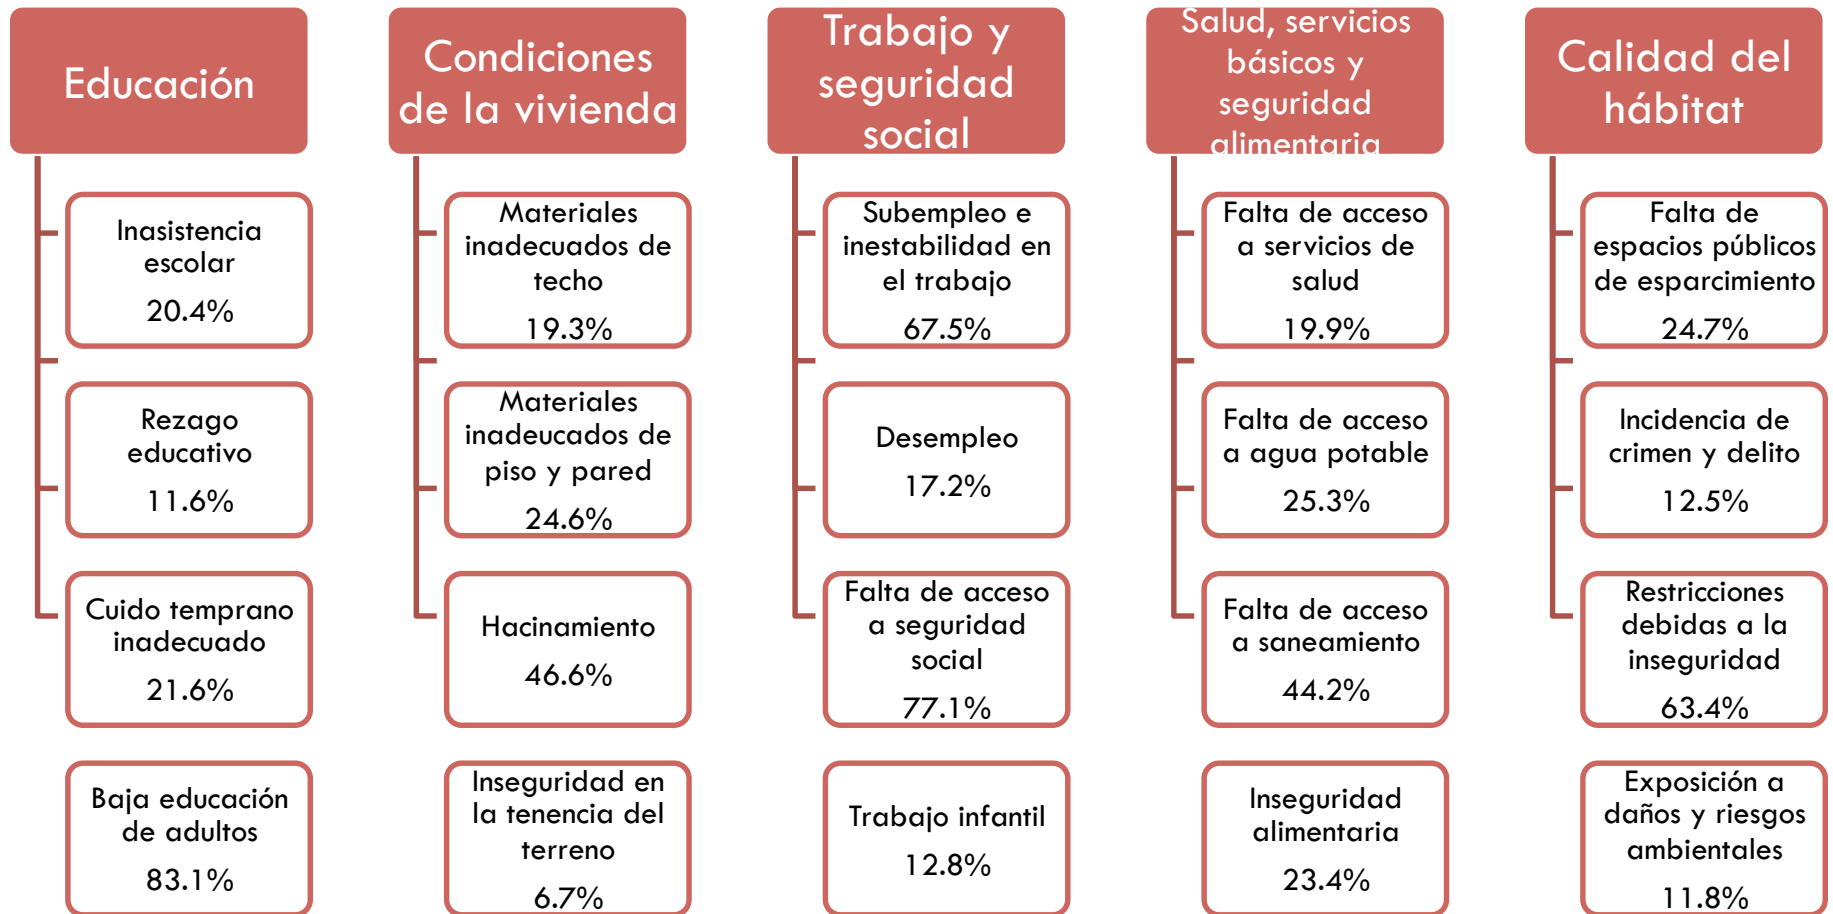 Educación
Inasistencia
escolar
20.4%
Rezago
educativo
11.6%
Cuido temprano
inadecuado
21.6%
Baja educación
de adultos
83.1%
Condiciones
de la vivienda
Materiales
inadecuados de
techo
19.3%
Materiales
inadeucados de
piso y pared
24.6%
Hacinamiento
46.6%
Inseguridad en
la tenencia del
terreno
6.7%
Trabajo y
seguridad
social
Subempleo e
inestabilidad en
el trabajo
67.5%
Desempleo
17.2%
Falta de acceso
a seguridad
social
77.1%
Trabajo infantil
12.8%
Salud, servicios
básicos y
seguridad
alimentaria
Falta de acceso
a servicios de
salud
19.9%
Falta de acceso
a agua potable
25.3%
Falta de acceso
a saneamiento
44.2%
Inseguridad
alimentaria
23.4%
Calidad del
hábitat
Falta de
espacios públicos
de esparcimiento
24.7%
Incidencia de
crimen y delito
12.5%
Restricciones
debidas a la
inseguridad
63.4%
Exposición a
daños y riesgos
ambientales
11.8%